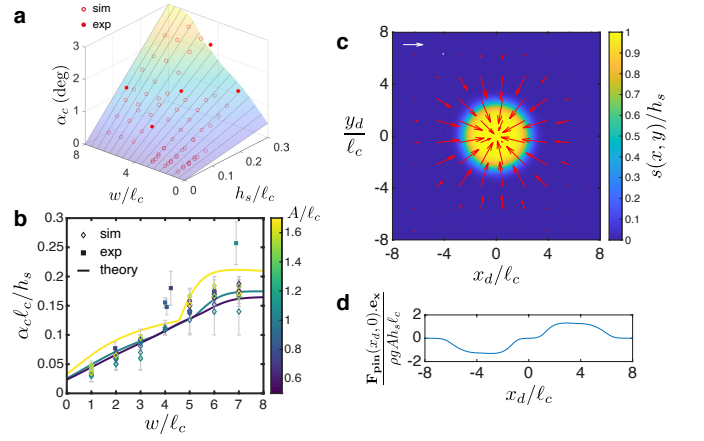 a
sim
exp
3
2
1
0
α_c (deg)
8
4
0
w/ℓ_c
0
0.1
0.2
0.3
h_s/ℓ_c
b
0.3
0.25
0.2
0.15
0.1
0.05
0
α_c ℓ_c/h_s
sim
exp
theory
0 1 2 3 4 5 6 7 8
w/ℓ_c
A/ℓ_c
1.6
1.4
1.2
1
0.8
0.6
c
8
4
0
-4
-8
y_d/ℓ_c
-8 -4 0 4 8
x_d/ℓ_c
1
0.9
0.8
0.7
0.6
0.5
0.4
0.3
0.2
0.1
0
s(x, y)/h_s
d
F_pin(x_d, 0).e_x
ρgAh_sℓ_c
2
0
-2
-8 -4 0 4 8
x_d/ℓ_c